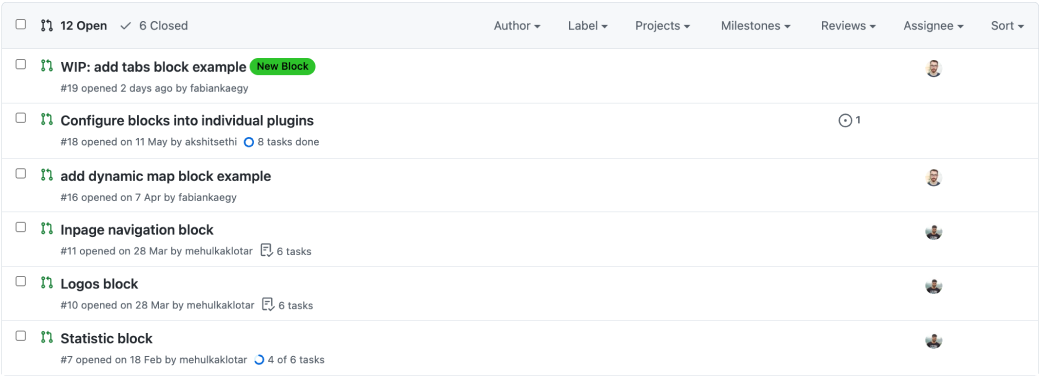 12 Open 6 Closed Author Label Projects Milestones Reviews Assignee Sort
WIP: add tabs block example New Block
#19 opened 2 days ago by fabiankaegy
Configure blocks into individual plugins 1
#18 opened on 11 May by akshitsethi 8 tasks done
add dynamic map block example
#16 opened on 7 Apr by fabiankaegy
Inpage navigation block
#11 opened on 28 Mar by mehulkaklotar 6 tasks
Logos block
#10 opened on 28 Mar by mehulkaklotar 6 tasks
Statistic block
#7 opened on 18 Feb by mehulkaklotar 4 of 6 tasks